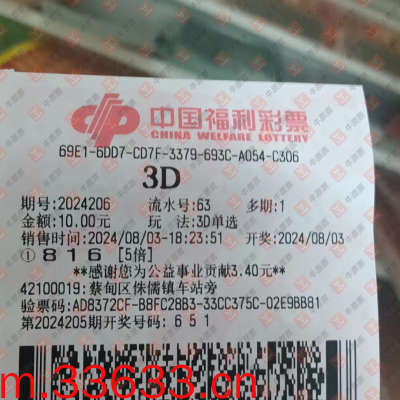 中国福利彩票
CHINA WELFARE LOTTERY
69E1-6DD7-CD7F-3379-693C-A054-C306
3D
期号:2024206 流水号:63 多期:1
金额:10.00元 玩 法:3D单选
销售时间:2024/08/03-18:23:51 开奖:2024/08/03
① 8 1 6 [5倍]
**感谢您为公益事业贡献3.40元**
42100019:蔡甸区侏儒镇车站旁
验票码:AD8372CF-B8FC28B3-33CC375C-02E9BB81
第2024205期开奖号码: 6 5 1
m.33633.cn